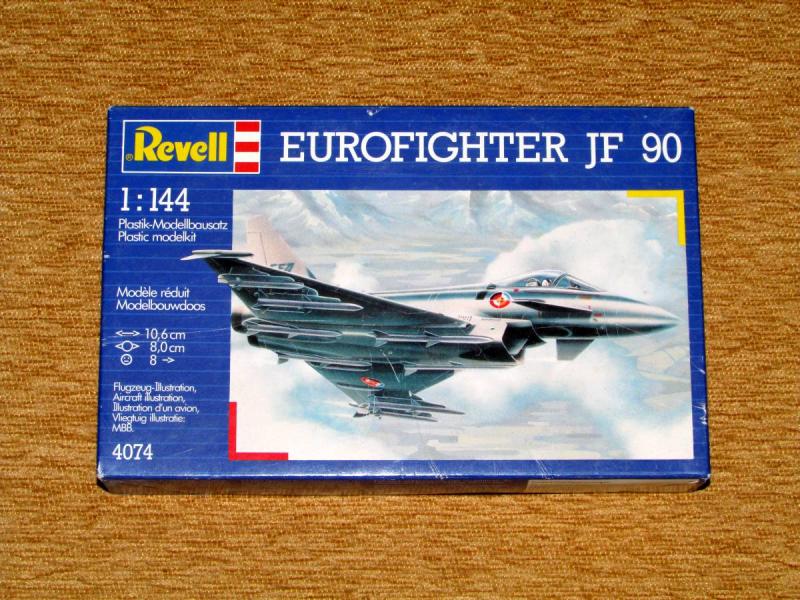 ®Revell
EUROFIGHTER JF 90
1:144
Plastik-Modellbausatz
Plastic modelkit
Modèle réduit
Modelbouwdoos
10,6 cm
8,0 cm
8
Flugzeug-Illustration,
Aircraft illustration,
Illustration d'un avion,
Vliegtuig illustratie:
MBB.
4074